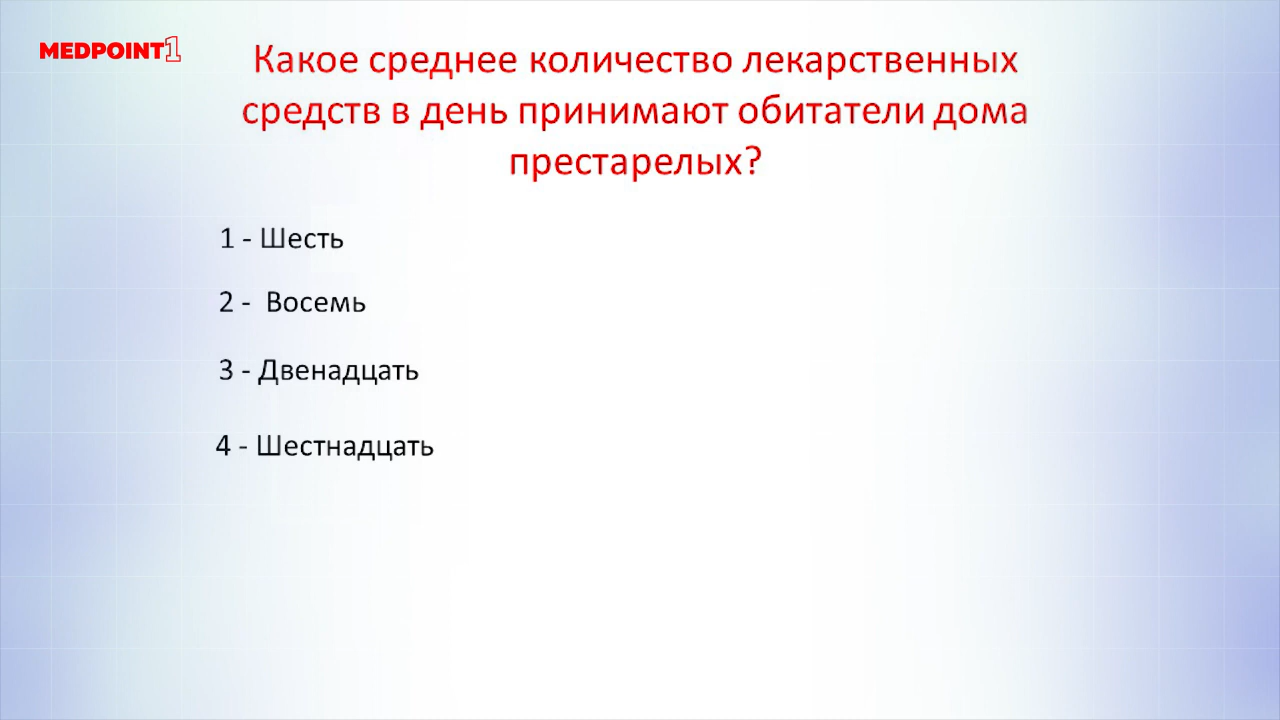 MEDPOINT1
Какое среднее количество лекарственных
средств в день принимают обитатели дома
престарелых?
1 - Шесть
2 - Восемь
3 - Двенадцать
4 - Шестнадцать